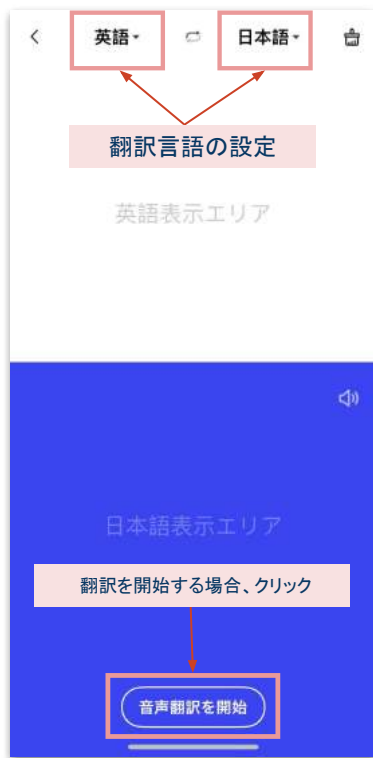 英語 日本語
翻訳言語の設定
英語表示エリア
日本語表示エリア
翻訳を開始する場合、クリック
音声翻訳を開始